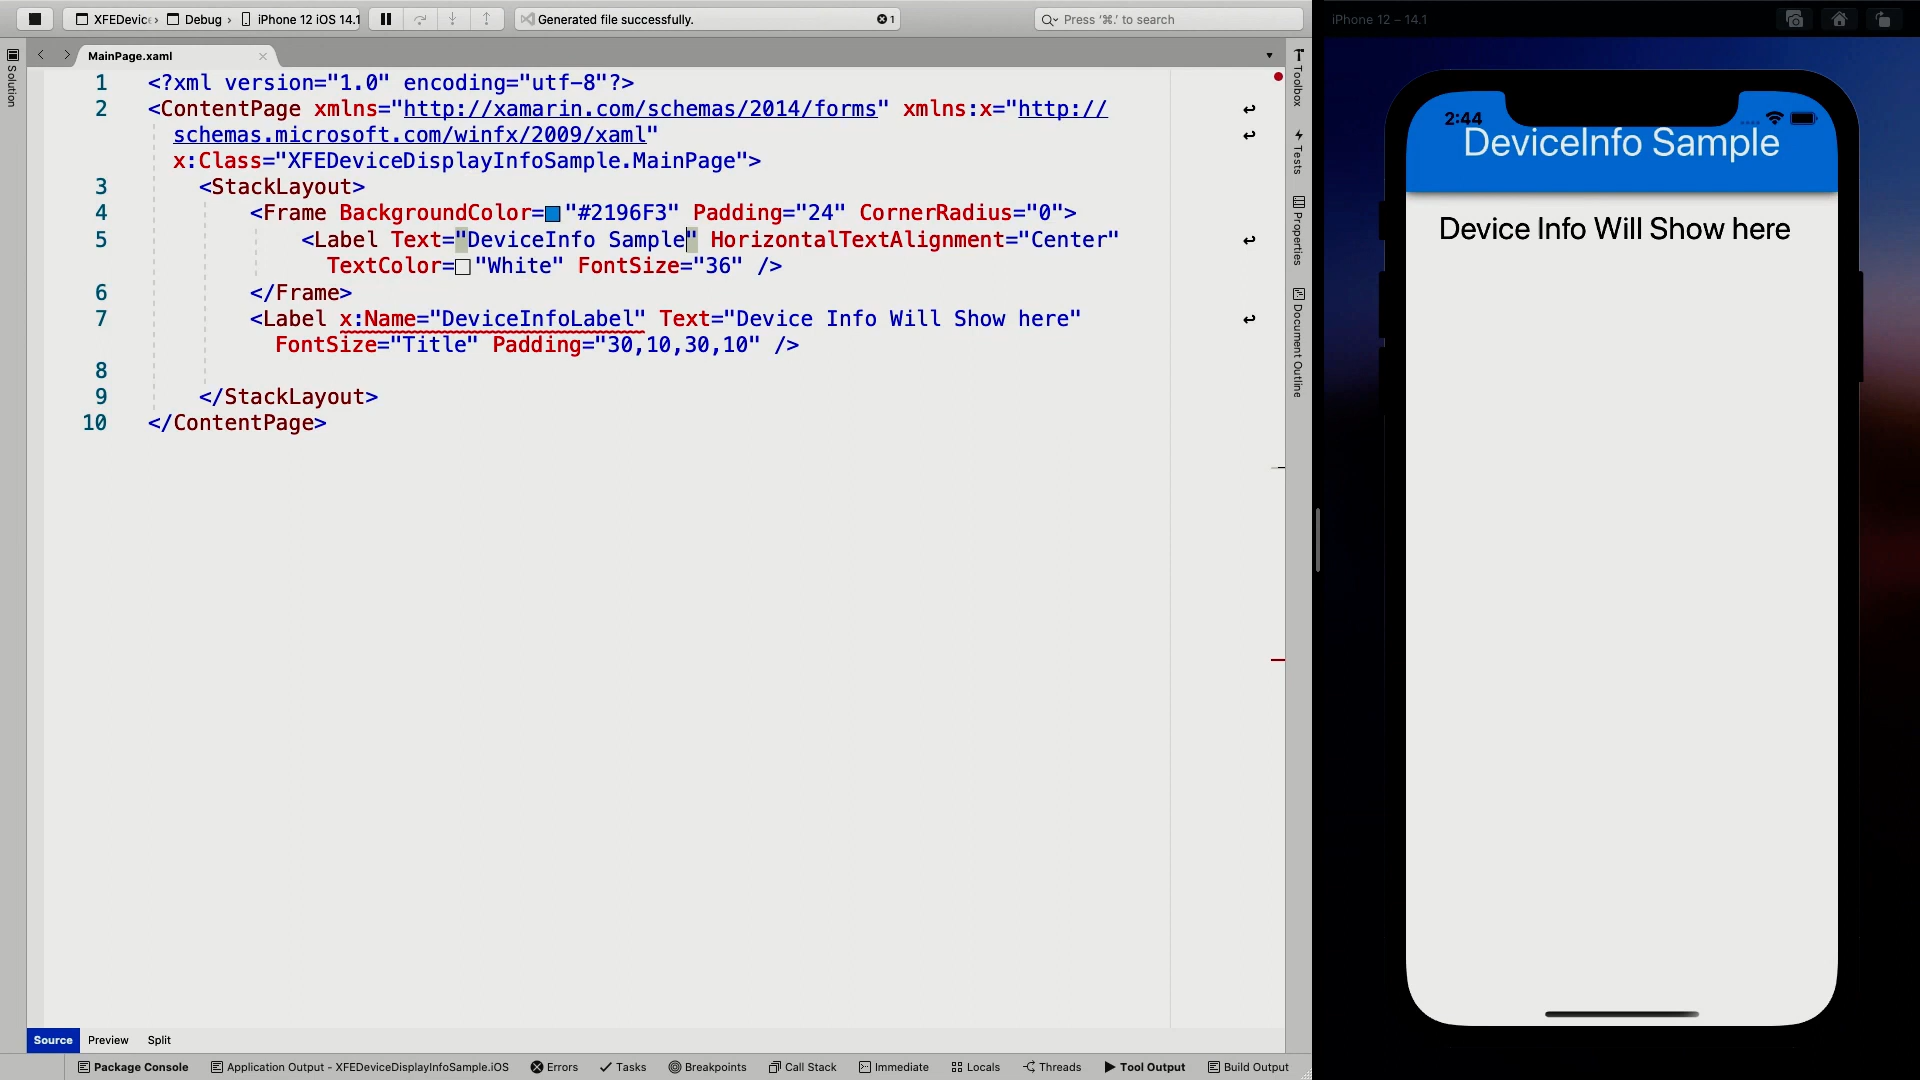 XFEDevice
Debug
iPhone 12 iOS 14.1
Generated file successfully.
1
Press '⌘.' to search
iPhone 12 – 14.1
Solution
MainPage.xaml
1 <?xml version="1.0" encoding="utf-8"?>
2 <ContentPage xmlns="http://xamarin.com/schemas/2014/forms" xmlns:x="http://
schemas.microsoft.com/winfx/2009/xaml"
x:Class="XFEDeviceDisplayInfoSample.MainPage">
3 <StackLayout>
4 <Frame BackgroundColor="#2196F3" Padding="24" CornerRadius="0">
5 <Label Text="DeviceInfo Sample" HorizontalTextAlignment="Center"
TextColor="White" FontSize="36" />
6 </Frame>
7 <Label x:Name="DeviceInfoLabel" Text="Device Info Will Show here"
FontSize="Title" Padding="30,10,30,10" />
8
9 </StackLayout>
10 </ContentPage>
Toolbox
Tests
Properties
Document Outline
2:44
DeviceInfo Sample
Device Info Will Show here
Source
Preview
Split
Package Console
Application Output - XFEDeviceDisplayInfoSample.iOS
Errors
Tasks
Breakpoints
Call Stack
Immediate
Locals
Threads
Tool Output
Build Output